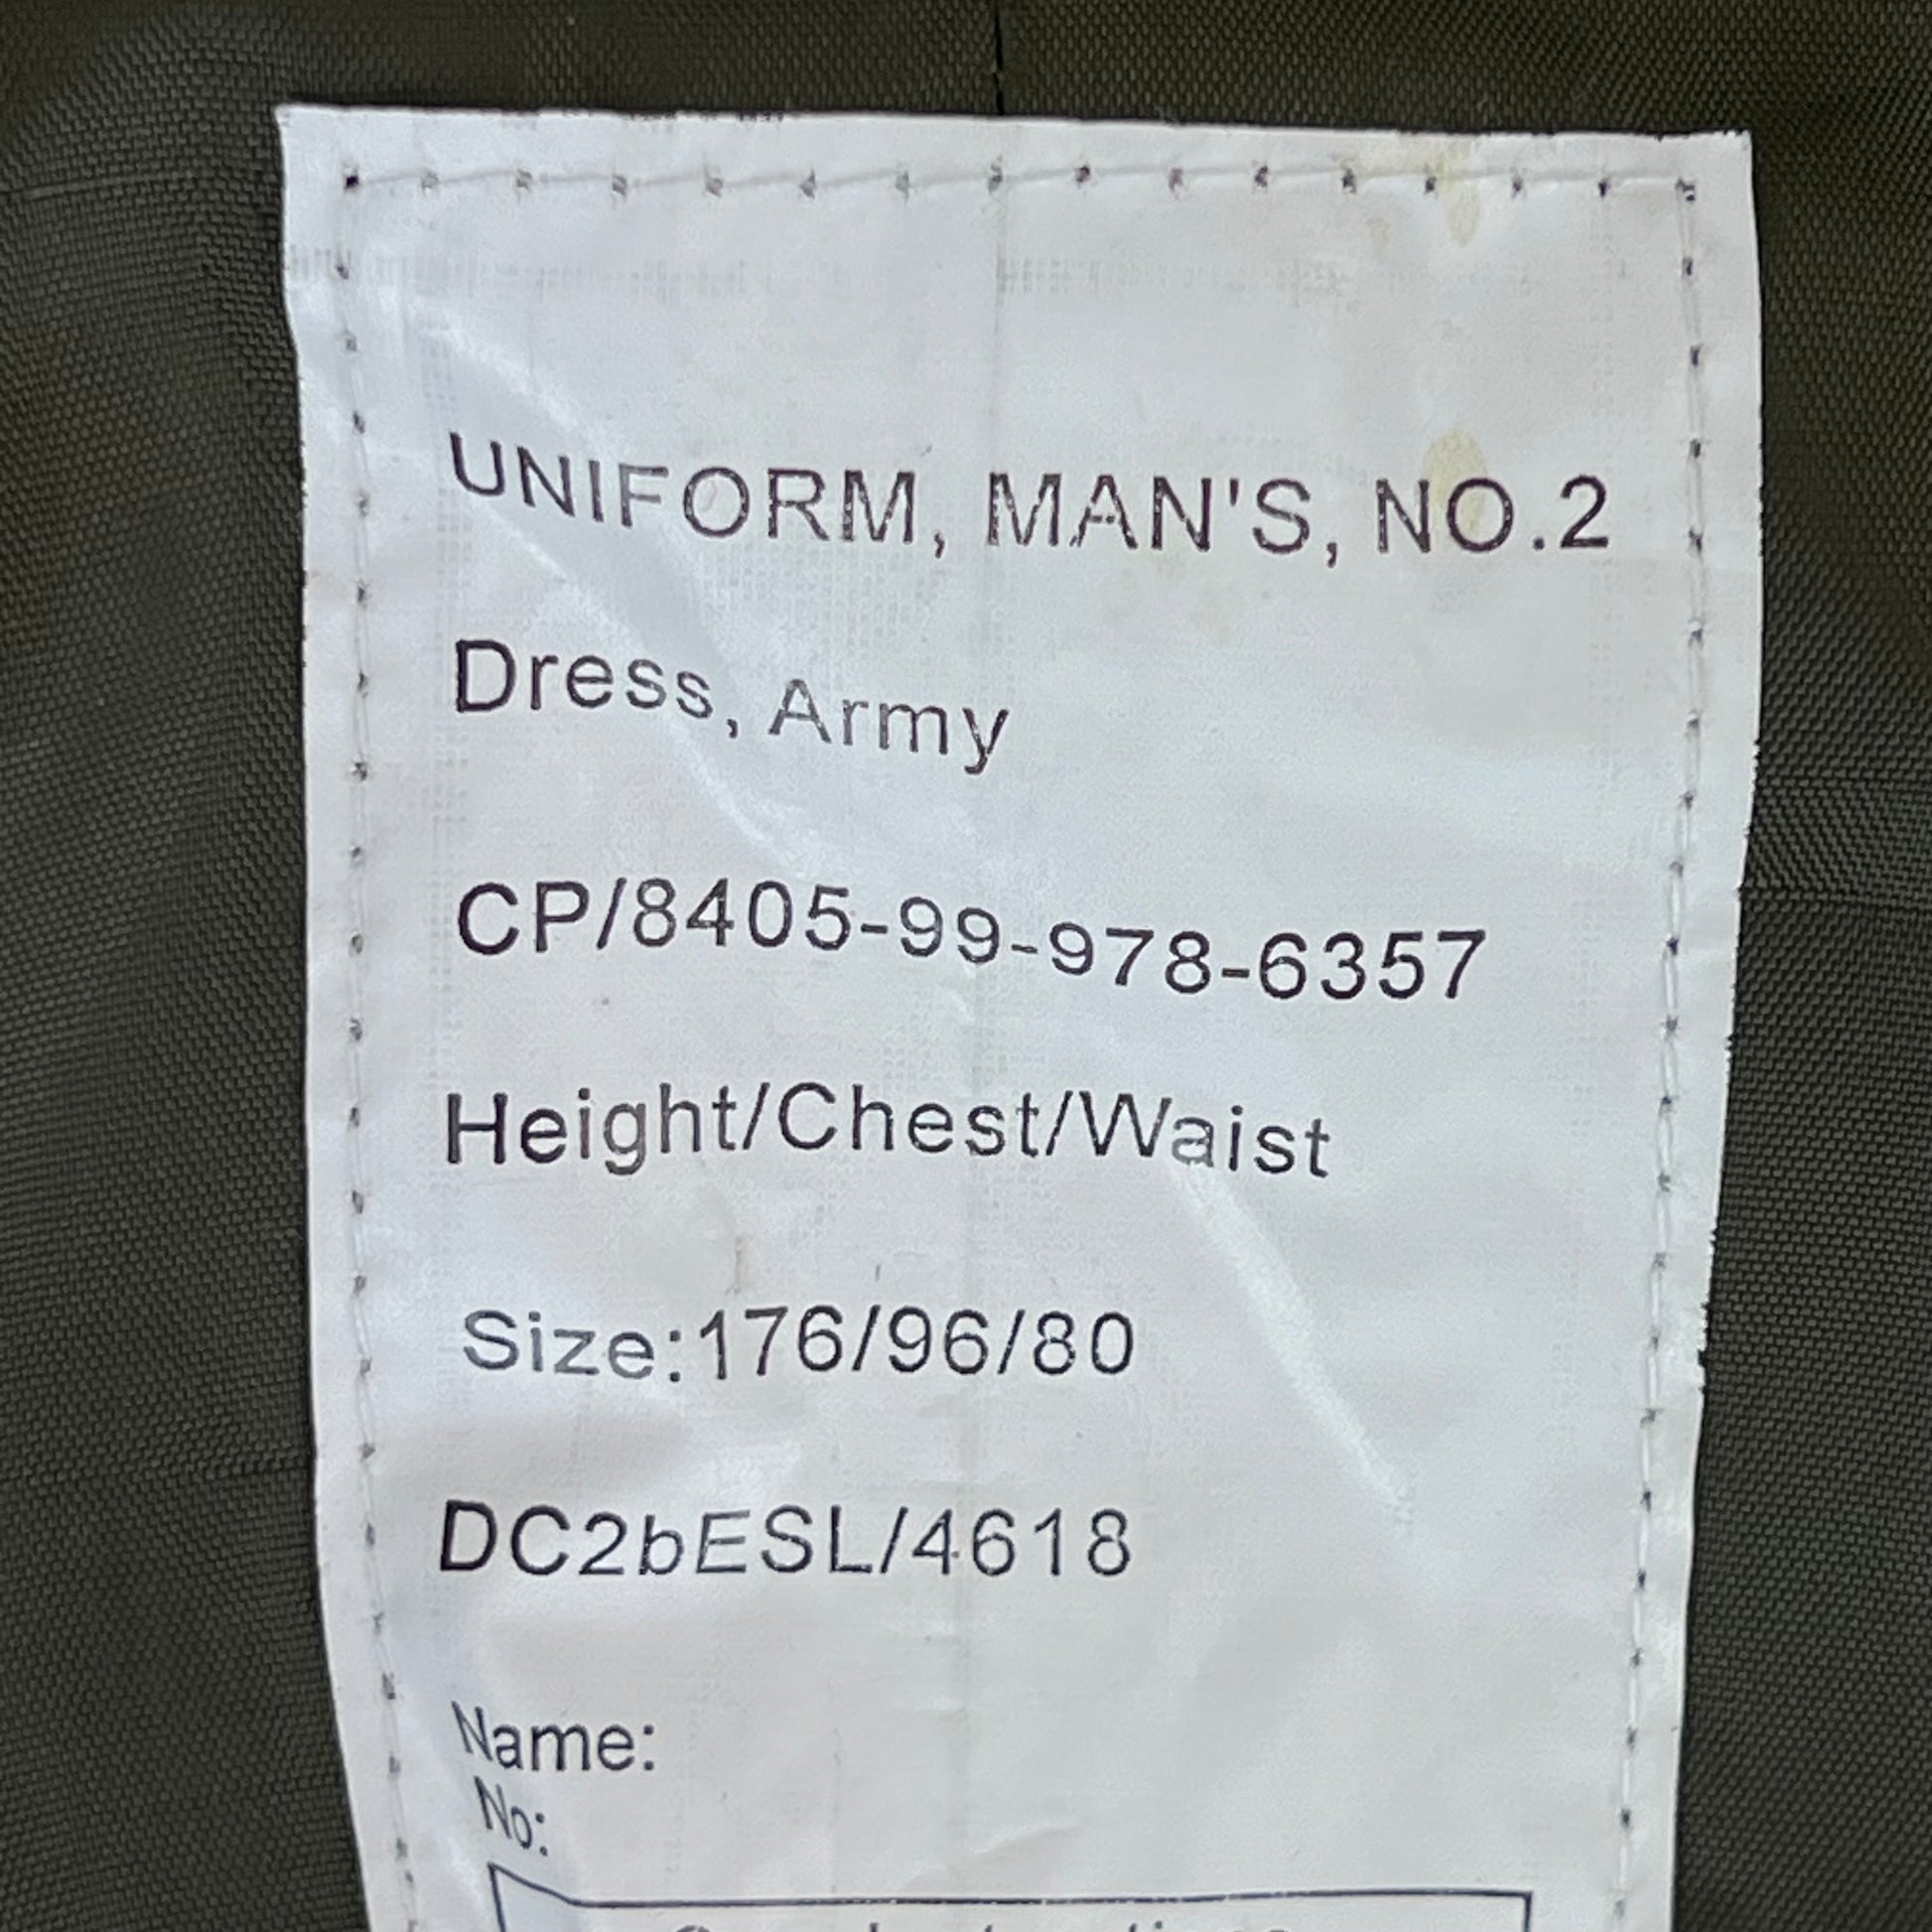 UNIFORM, MAN'S, NO.2
Dress, Army
CP/8405-99-978-6357
Height/Chest/Waist
Size:176/96/80
DC2bESL/4618
Name:
No: